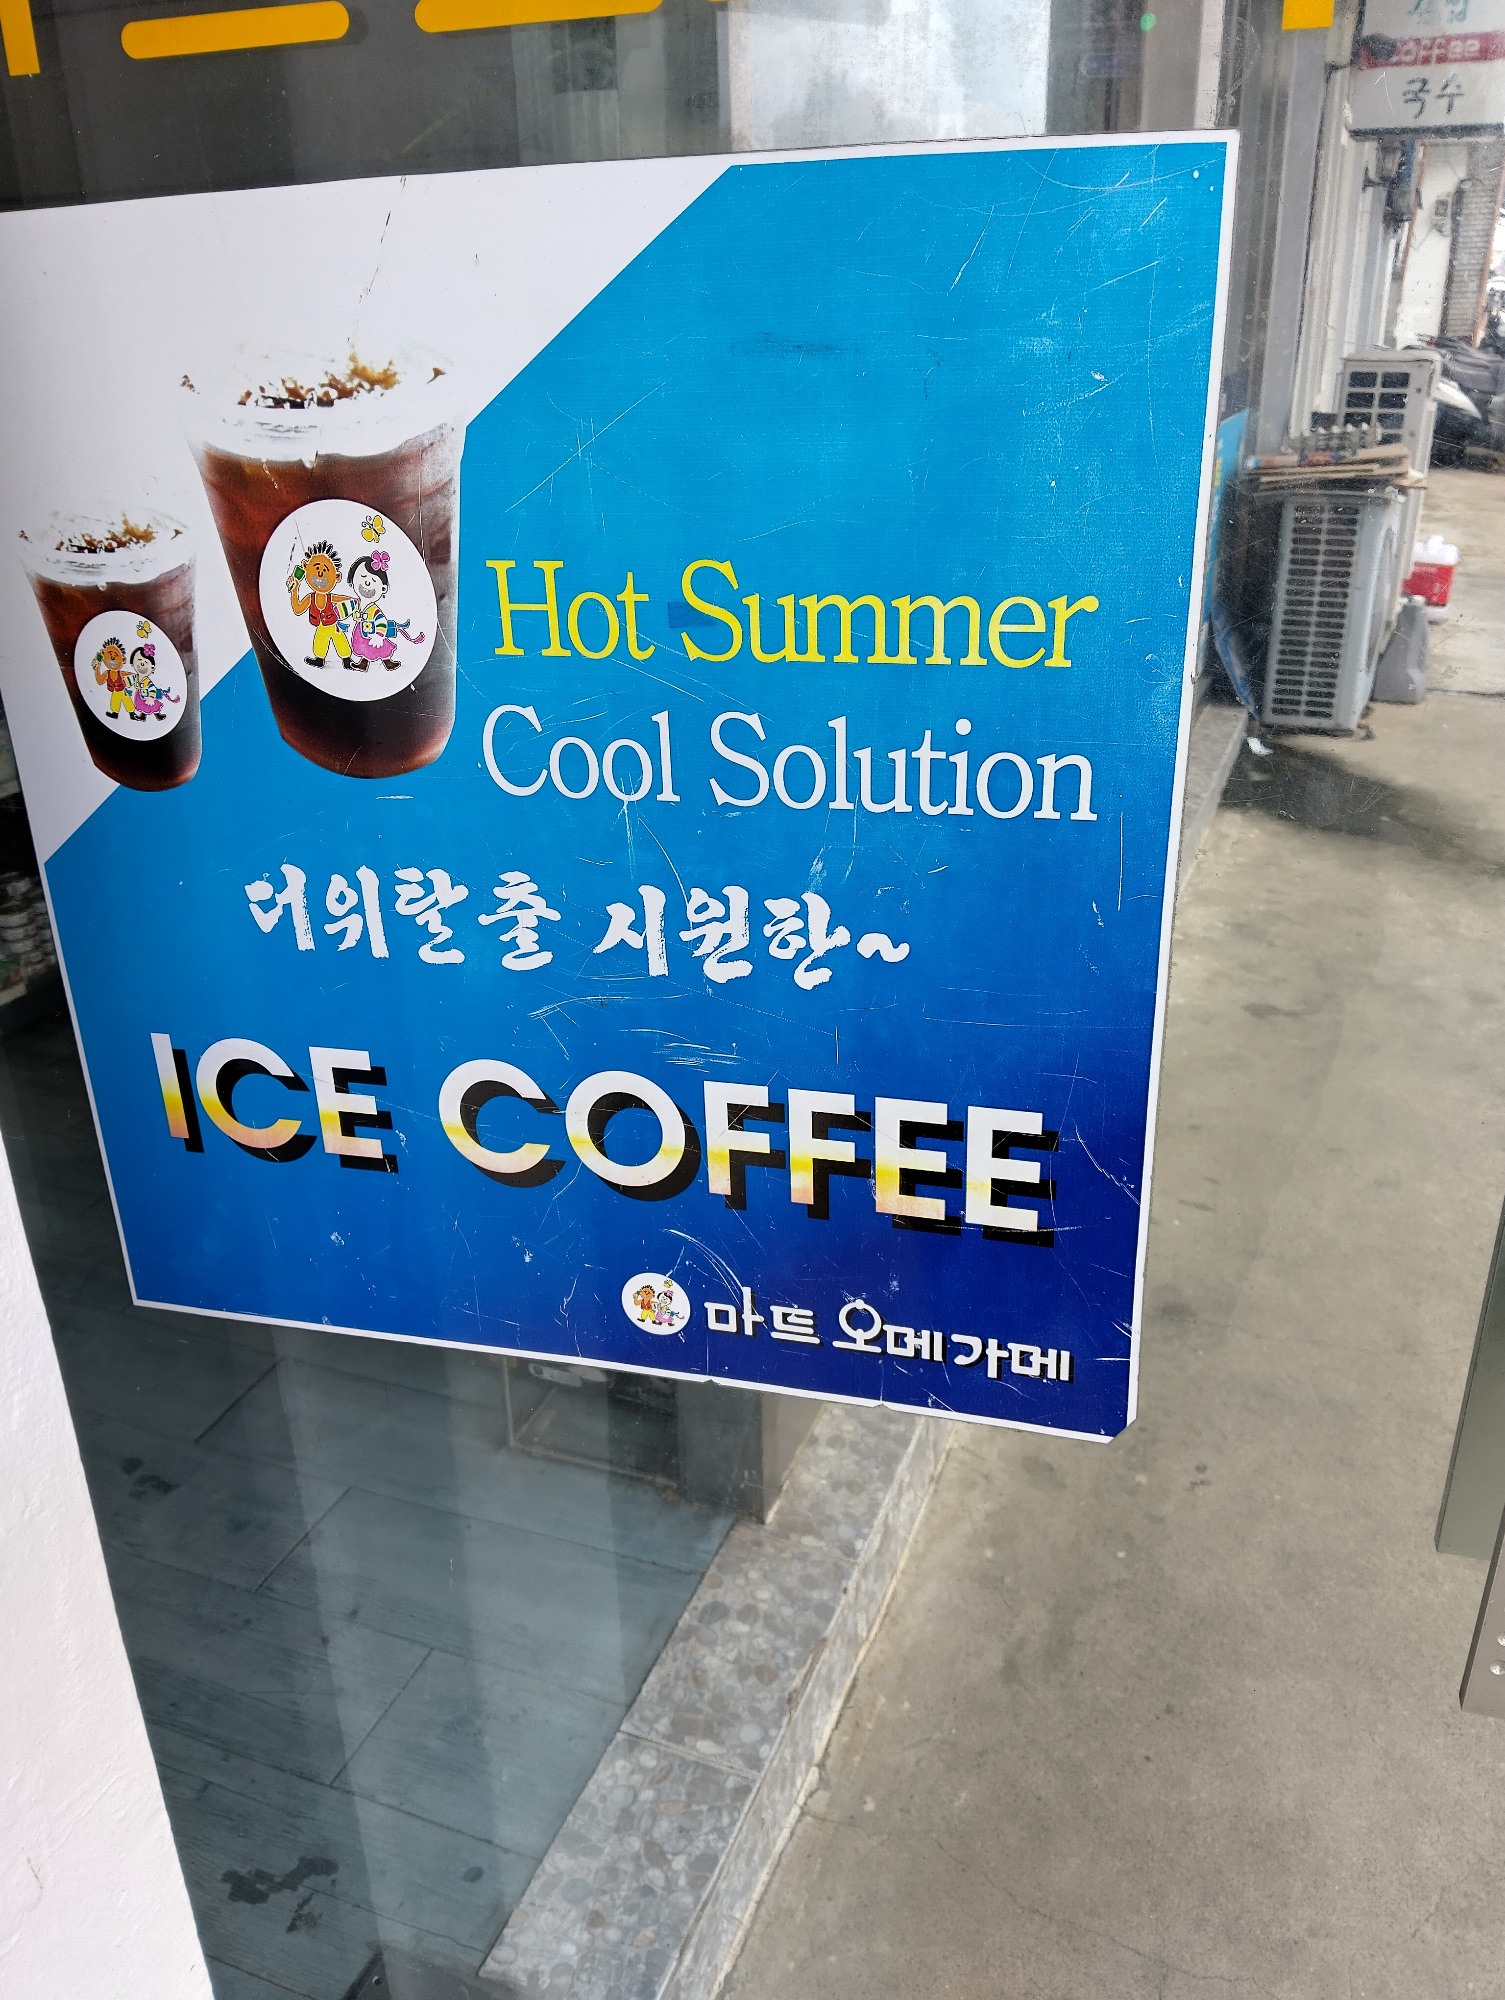 Hot Summer
Cool Solution
더위탈출 시원한~
ICE COFFEE
마트 오메가메
coffee
국수